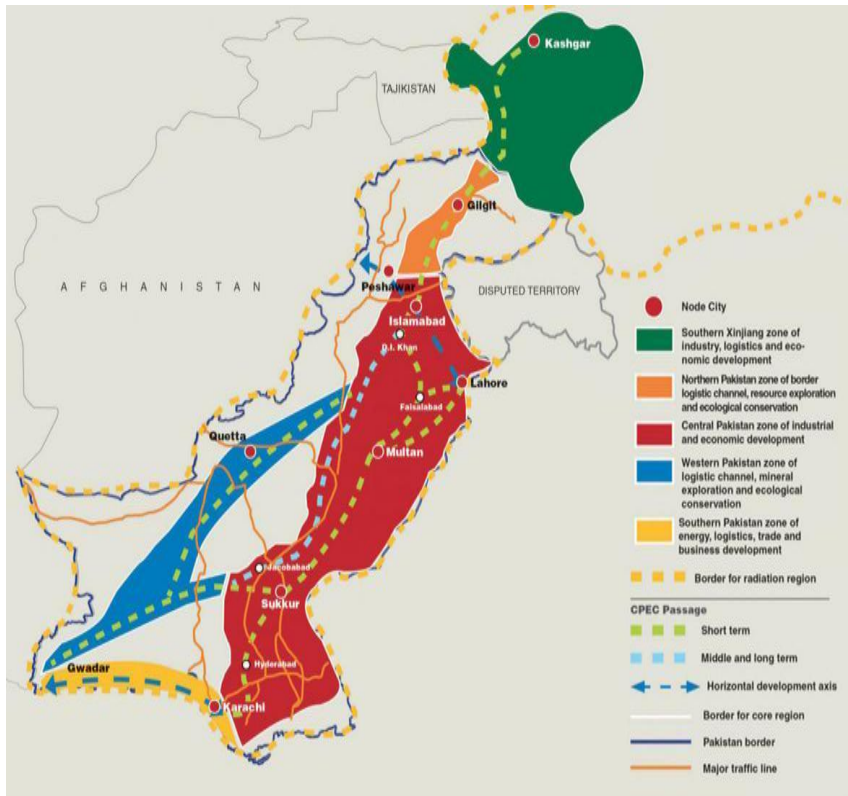 Kashgar
TAJIKISTAN
Gilgit
AFGHANISTAN
Peshawar
DISPUTED TERRITORY
Islamabad
D.I. Khan
Lahore
Faisalabad
Quetta
Multan
Jacobabad
Sukkur
Gwadar
Hyderabad
Karachi
Node City
Southern Xinjiang zone of
industry, logistics and eco-
nomic development
Northern Pakistan zone of border
logistic channel, resource exploration
and ecological conservation
Central Pakistan zone of industrial
and economic development
Western Pakistan zone of
logistic channel, mineral
exploration and ecological
conservation
Southern Pakistan zone of
energy, logistics, trade and
business development
Border for radiation region
CPEC Passage
Short term
Middle and long term
Horizontal development axis
Border for core region
Pakistan border
Major traffic line